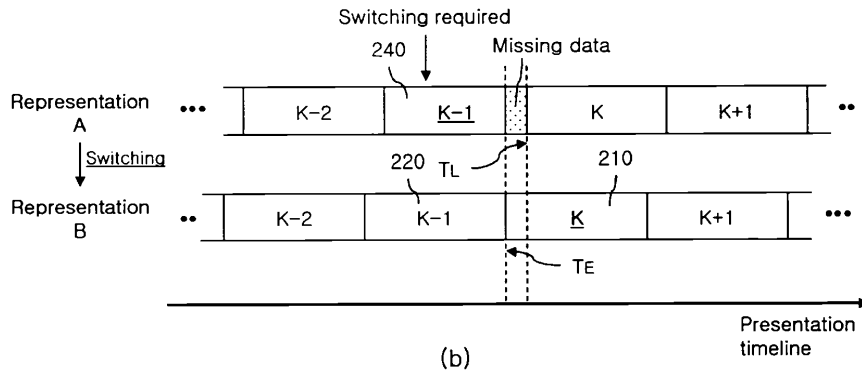 Switching required
240
Missing data
Representation
A
••• K-2 K-1 K K+1 ••
Switching
TL
220
210
Representation
B
•• K-2 K-1 K K+1 •••
TE
Presentation
timeline
(b)